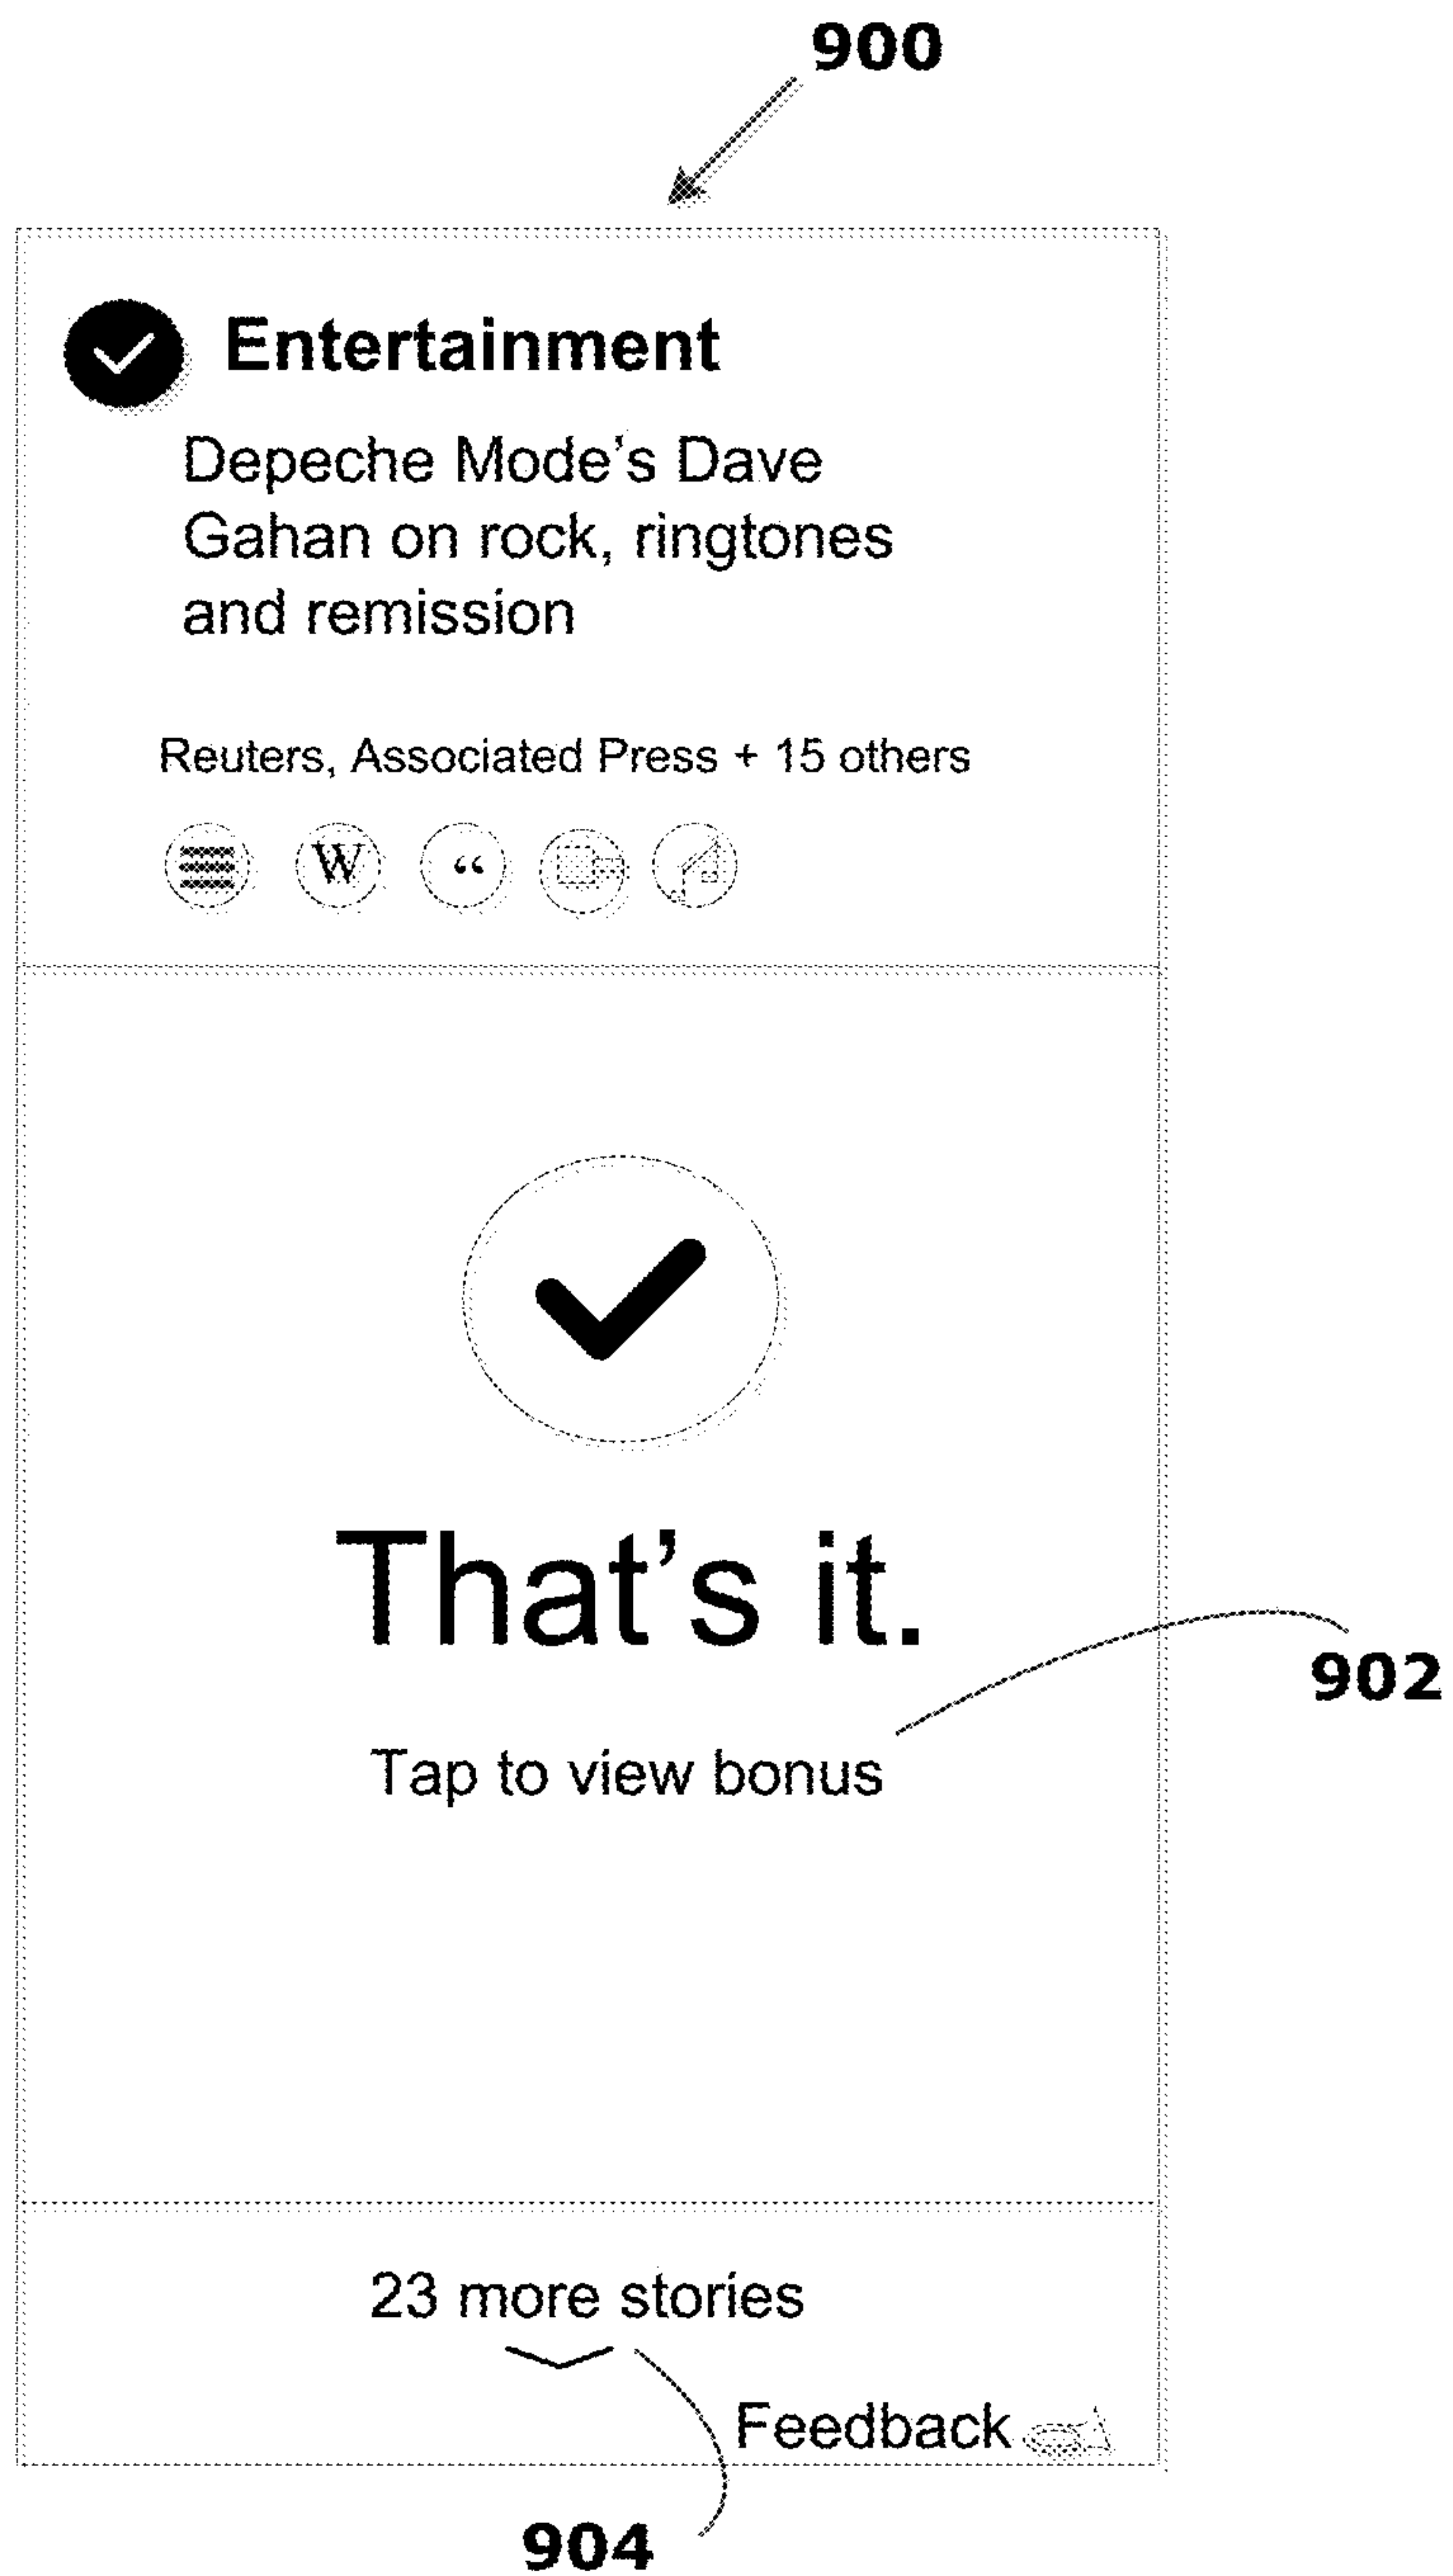 900
Entertainment
Depeche Mode's Dave
Gahan on rock, ringtones
and remission
Reuters, Associated Press + 15 others
W “
That's it.
902
Tap to view bonus
23 more stories
Feedback
904